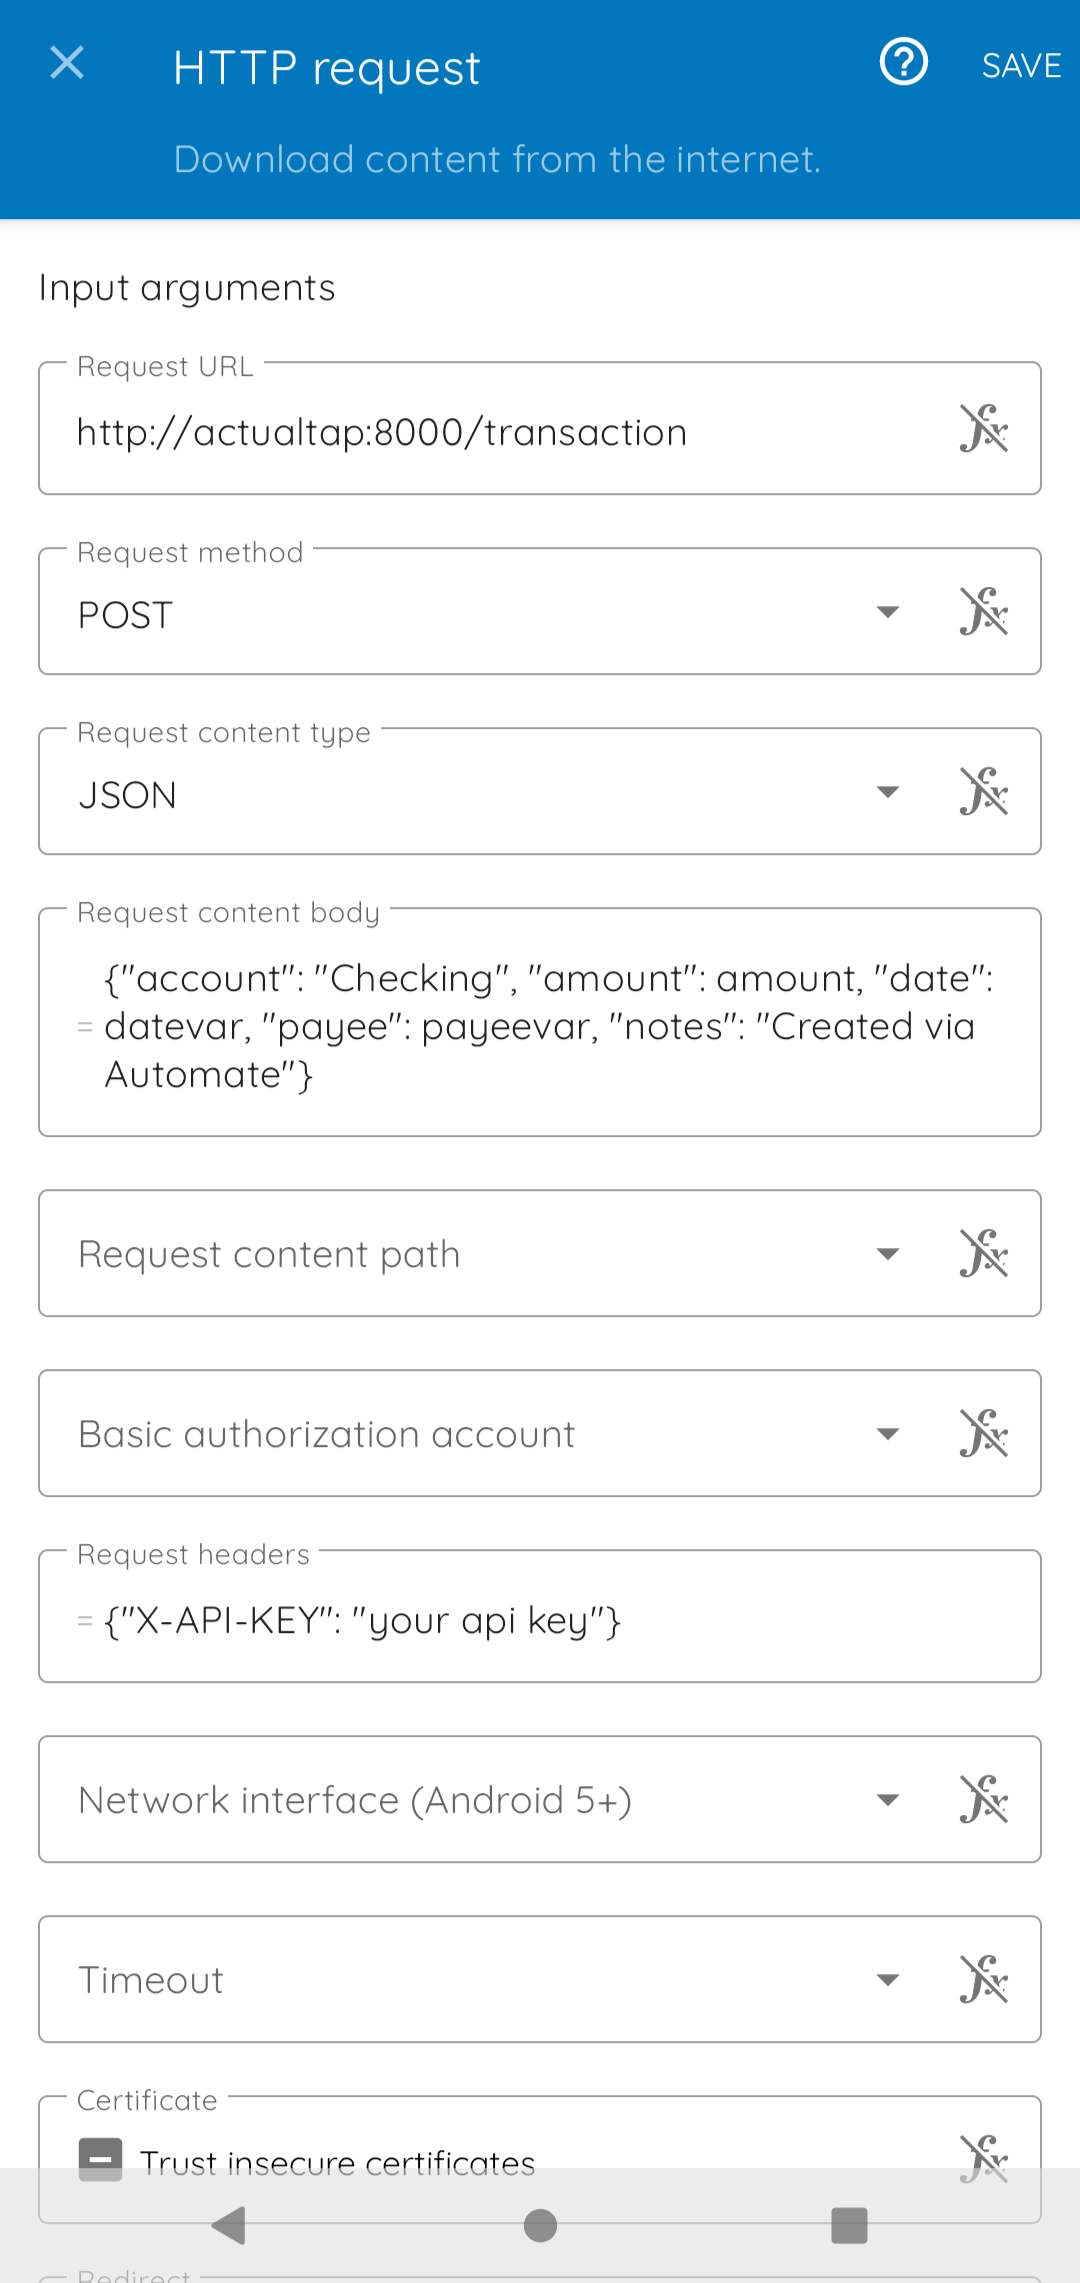 HTTP request
SAVE
Download content from the internet.
Input arguments
Request URL
http://actualtap:8000/transaction
Request method
POST
Request content type
JSON
Request content body
{"account": "Checking", "amount": amount, "date":
= datevar, "payee": payeevar, "notes": "Created via
Automate"}
Request content path
Basic authorization account
Request headers
= {"X-API-KEY": "your api key"}
Network interface (Android 5+)
Timeout
Certificate
Trust insecure certificates
Redirect